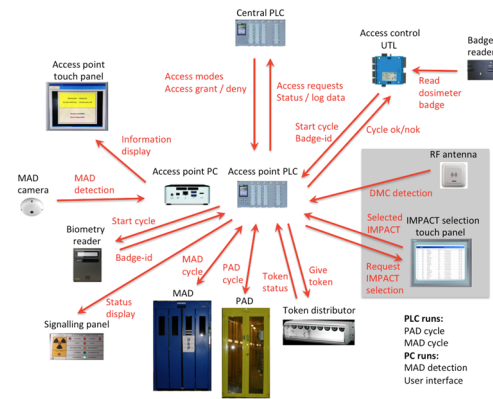 Central PLC
Access control
UTL
Badge
reader
Access point
touch panel
Access modes
Access grant / deny
Access requests
Status / log data
Read
dosimeter
badge
Start cycle
Badge-id
Cycle ok/nok
Information
display
RF antenna
MAD
camera
MAD
detection
Access point PC
Access point PLC
DMC detection
Start cycle
Selected
IMPACT
IMPACT selection
touch panel
Biometry
reader
Badge-id
MAD
cycle
PAD
cycle
Token
status
Give
token
Request
IMPACT
selection
Status
display
MAD
PAD
Signalling panel
Token distributor
PLC runs:
PAD cycle
MAD cycle
PC runs:
MAD detection
User interface